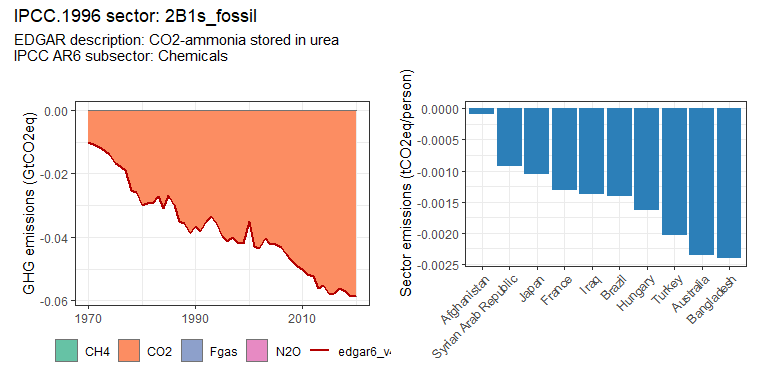 IPCC.1996 sector: 2B1s_fossil
EDGAR description: CO2-ammonia stored in urea
IPCC AR6 subsector: Chemicals
GHG emissions (GtCO2eq)
0.00
-0.02
-0.04
-0.06
1970
1990
2010
CH4
CO2
Fgas
N2O
edgar6_v4
Sector emissions (tCO2eq/person)
0.0000
-0.0005
-0.0010
-0.0015
-0.0020
-0.0025
Afghanistan
Syrian Arab Republic
Japan
France
Iraq
Brazil
Hungary
Turkey
Australia
Bangladesh